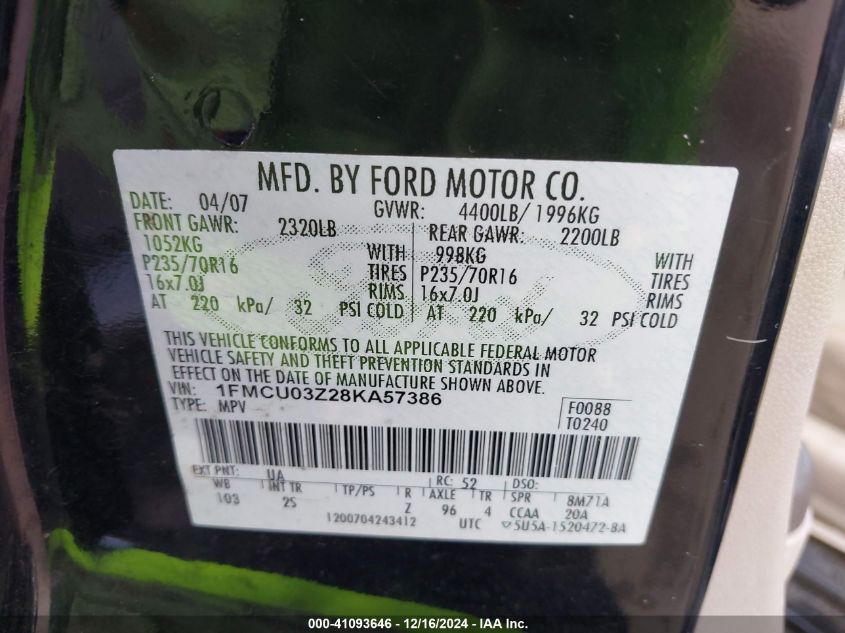 MFD. BY FORD MOTOR CO.
DATE: 04/07 GVWR: 4400LB/ 1996KG
FRONT GAWR: 2320LB REAR GAWR: 2200LB
1052KG WITH 998KG WITH
P235/70R16 TIRES P235/70R16 TIRES
16x7.0J RIMS 16x7.0J RIMS
AT 220 kPa/ 32 PSI COLD AT 220 kPa/ 32 PSI COLD
THIS VEHICLE CONFORMS TO ALL APPLICABLE FEDERAL MOTOR
VEHICLE SAFETY AND THEFT PREVENTION STANDARDS IN
EFFECT ON THE DATE OF MANUFACTURE SHOWN ABOVE.
VIN: 1FMCU03Z28KA57386
TYPE: MPV F0088
T0240
EXT PNT: UA RC: 52 DSO:
WB INT TR TP/PS R AXLE TR SPR 8M71A
103 2S Z 96 4 CCAA 20A
1200704243412 UTC ▽5U5A-1520472-BA
Ford
000-41093646 - 12/16/2024 - IAAI.com